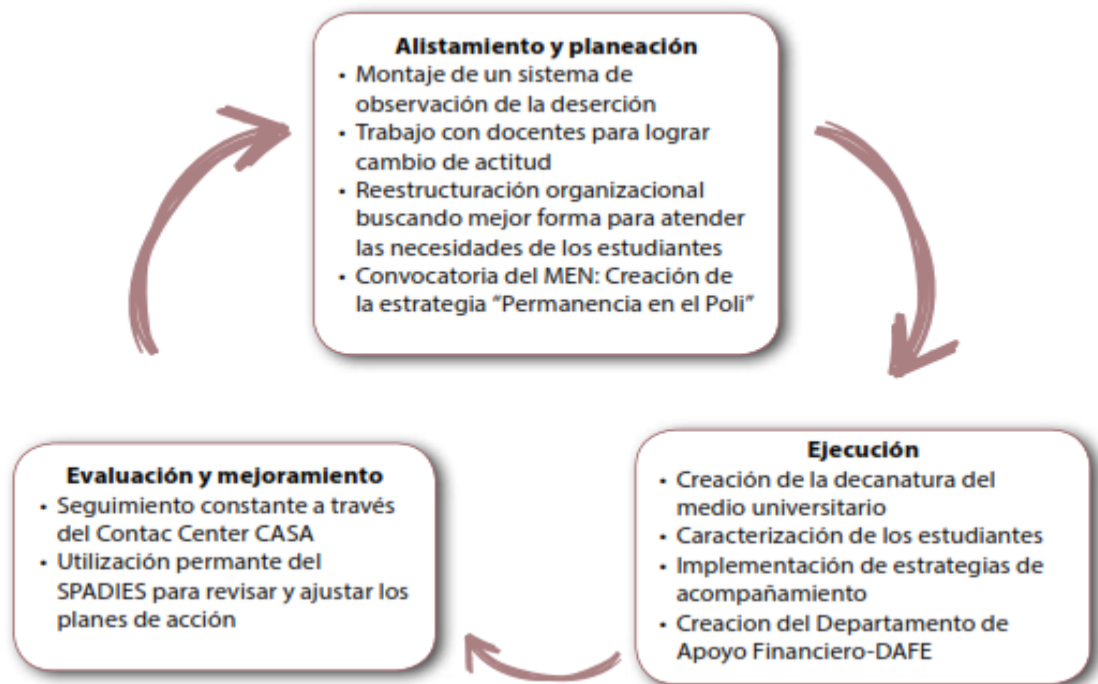 Alistamiento y planeación
• Montaje de un sistema de
observación de la deserción
• Trabajo con docentes para lograr
cambio de actitud
• Reestructuración organizacional
buscando mejor forma para atender
las necesidades de los estudiantes
• Convocatoria del MEN: Creación de
la estrategia “Permanencia en el Poli”
Ejecución
• Creación de la decanatura del
medio universitario
• Caracterización de los estudiantes
• Implementación de estrategias de
acompañamiento
• Creacion del Departamento de
Apoyo Financiero-DAFE
Evaluación y mejoramiento
• Seguimiento constante a través
del Contac Center CASA
• Utilización permante del
SPADIES para revisar y ajustar los
planes de acción